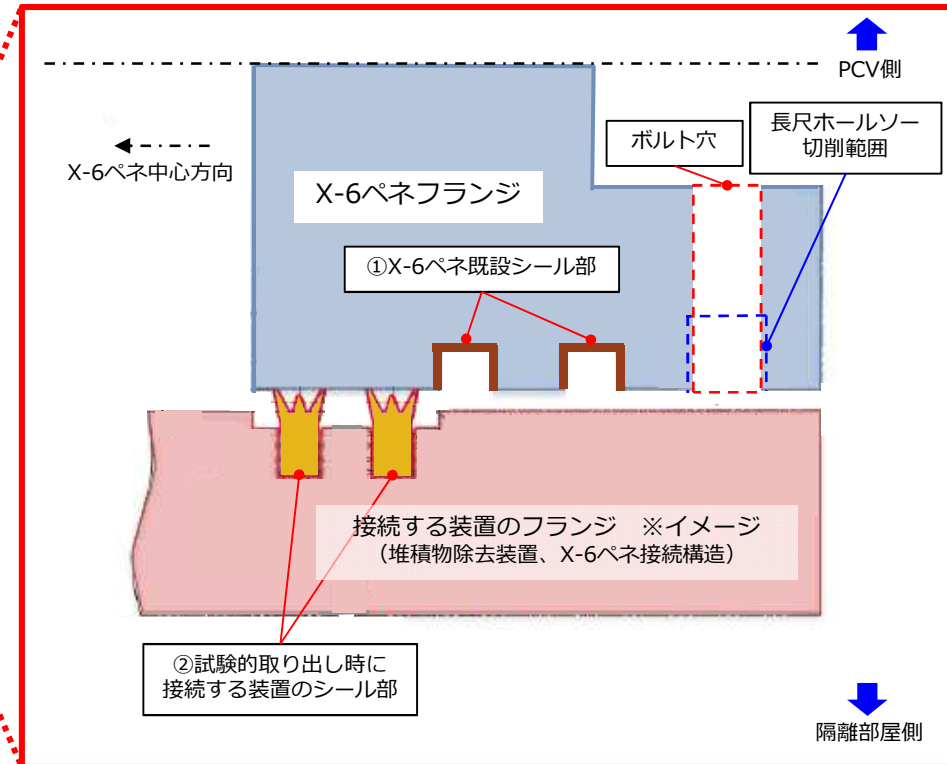 PCV側
X-6ペネ中心方向
ボルト穴
長尺ホールソー
切削範囲
X-6ペネフランジ
①X-6ペネ既設シール部
接続する装置のフランジ　※イメージ
（堆積物除去装置、X-6ペネ接続構造）
②試験的取り出し時に
接続する装置のシール部
隔離部屋側